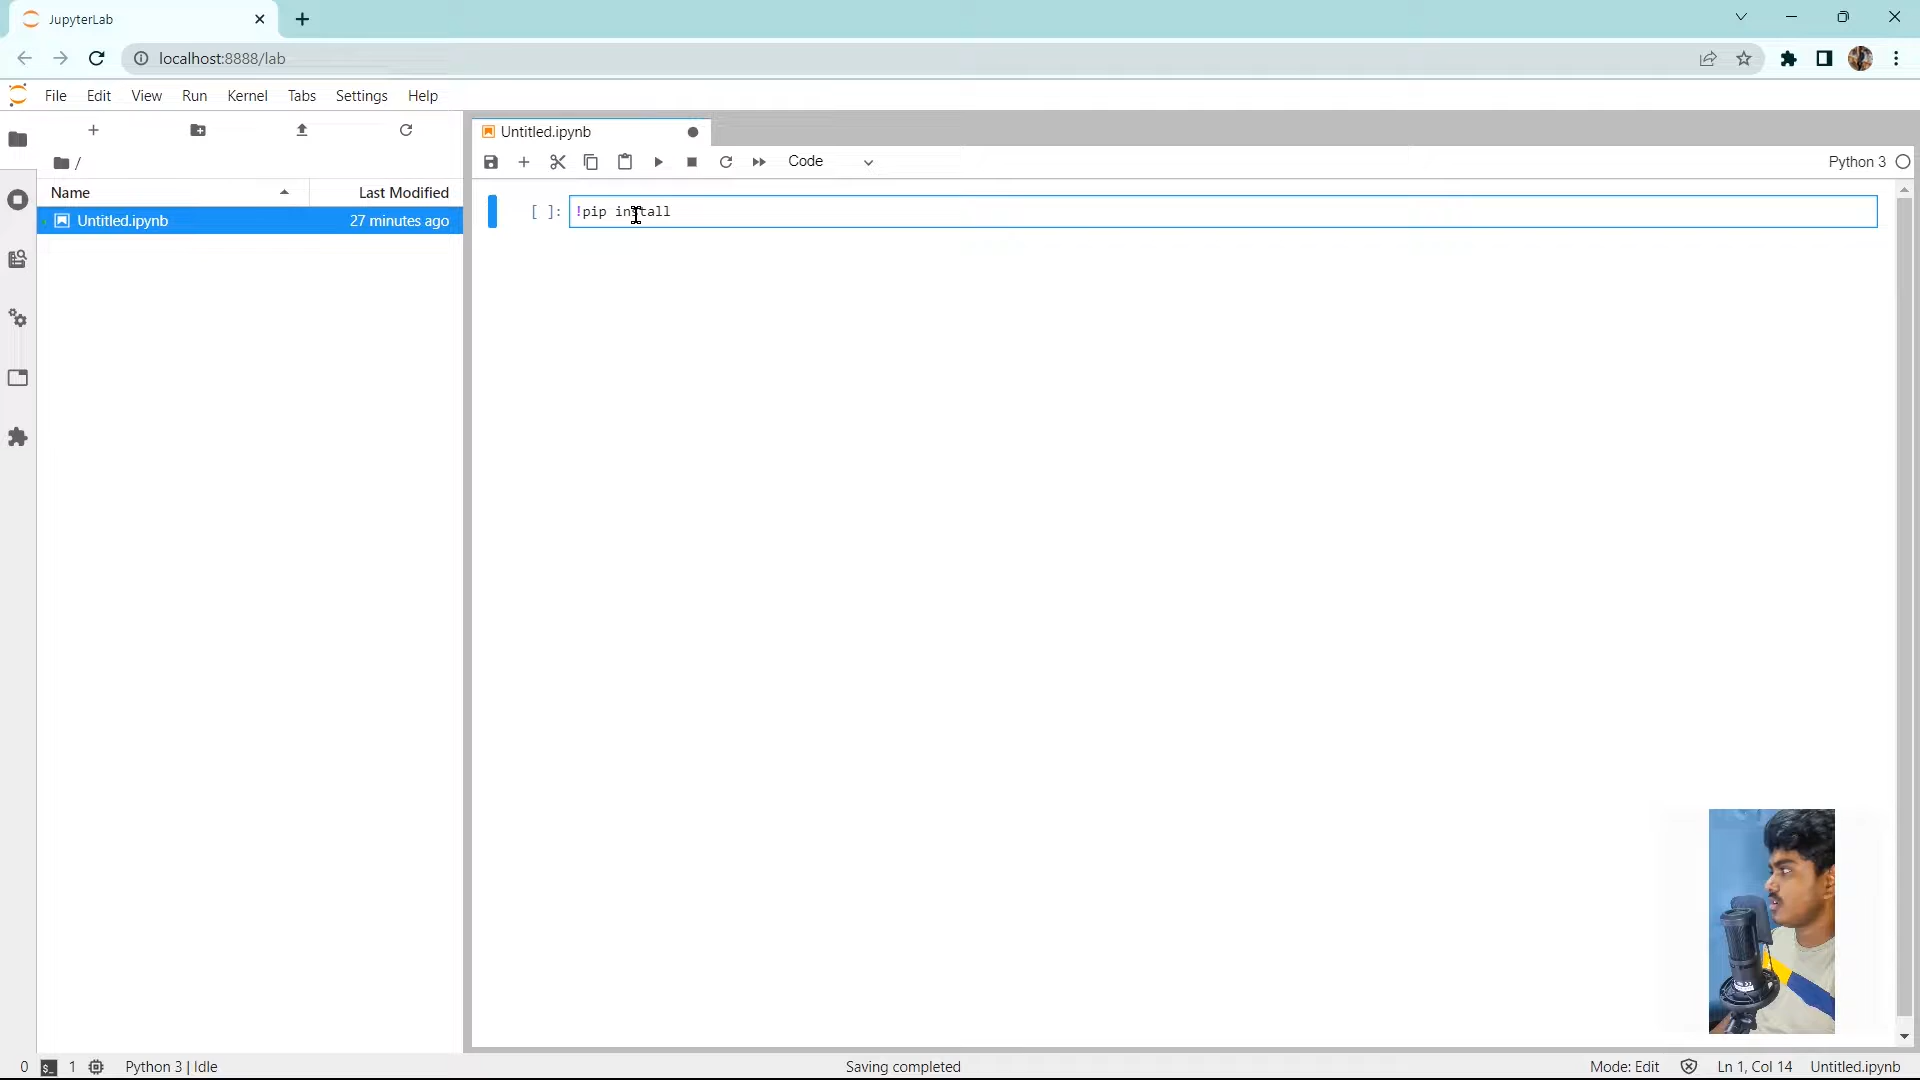 JupyterLab
localhost:8888/lab
File Edit View Run Kernel Tabs Settings Help
/
Name Last Modified
Untitled.ipynb 27 minutes ago
Untitled.ipynb
Code
Python 3
[ ]: !pip install
0 $_ 1 Python 3 | Idle Saving completed Mode: Edit Ln 1, Col 14 Untitled.ipynb